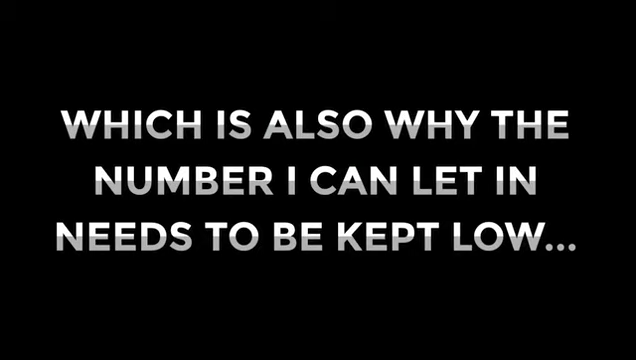 WHICH IS ALSO WHY THE
NUMBER I CAN LET IN
NEEDS TO BE KEPT LOW...